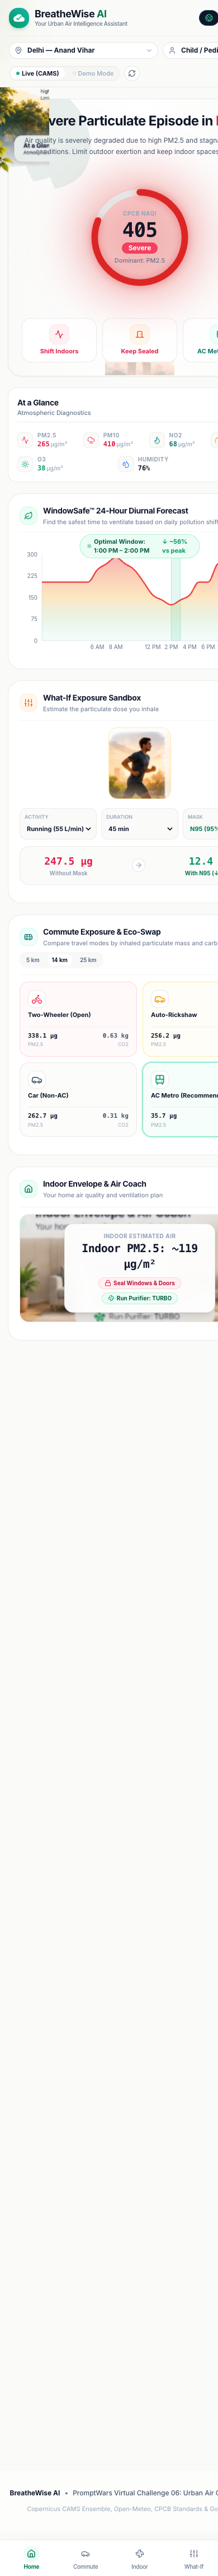 BreatheWise AI
Your Urban Air Intelligence Assistant
Delhi — Anand Vihar
Child / Pedi
Live (CAMS)
Demo Mode
vere Particulate Episode in
Air quality is severely degraded due to high PM2.5 and stagna
ditions. Limit outdoor exertion and keep indoor spaces
At a Glan
CPCB NAQI
405
Severe
Dominant: PM2.5
Shift Indoors
Keep Sealed
AC Met
At a Glance
Atmospheric Diagnostics
PM2.5
265 µg/m³
PM10
410 µg/m³
NO2
68 µg/m³
O3
38 µg/m³
HUMIDITY
76%
WindowSafe™ 24-Hour Diurnal Forecast
Find the safest time to ventilate based on daily pollution shift
Optimal Window:
1:00 PM – 2:00 PM
↓ −56%
vs peak
300
225
150
75
0
6 AM 8 AM 12 PM 2 PM 4 PM 6 PM
What-If Exposure Sandbox
Estimate the particulate dose you inhale
ACTIVITY
Running (55 L/min)
DURATION
45 min
MASK
N95 (95%
247.5 µg
Without Mask
12.4
With N95 (↓
Commute Exposure & Eco-Swap
Compare travel modes by inhaled particulate mass and carb
5 km
14 km
25 km
Two-Wheeler (Open)
338.1 µg
0.63 kg
PM2.5
CO2
Auto-Rickshaw
256.2 µg
PM2.5
Car (Non-AC)
262.7 µg
0.31 kg
PM2.5
CO2
AC Metro (Recommen
35.7 µg
PM2.5
Indoor Envelope & Air Coach
Your home air quality and ventilation plan
INDOOR ESTIMATED AIR
Indoor PM2.5: ~119
µg/m³
Seal Windows & Doors
Run Purifier: TURBO
Run Purifier: TURBO
BreatheWise AI • PromptWars Virtual Challenge 06: Urban Air
Copernicus CAMS Ensemble, Open-Meteo, CPCB Standards & Go
Home
Commute
Indoor
What-If